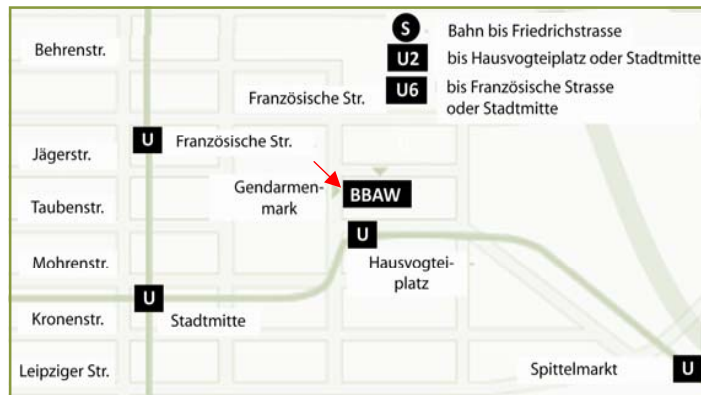 S Bahn bis Friedrichstrasse
U2 bis Hausvogteiplatz oder Stadtmitte
U6 bis Französische Strasse
oder Stadtmitte
Behrenstr.
Französische Str.
U Französische Str.
Jägerstr.
Gendarmen-
mark
BBAW
Taubenstr.
U
Hausvogtei-
platz
Mohrenstr.
U
Stadtmitte
Kronenstr.
Leipziger Str.
Spittelmarkt U